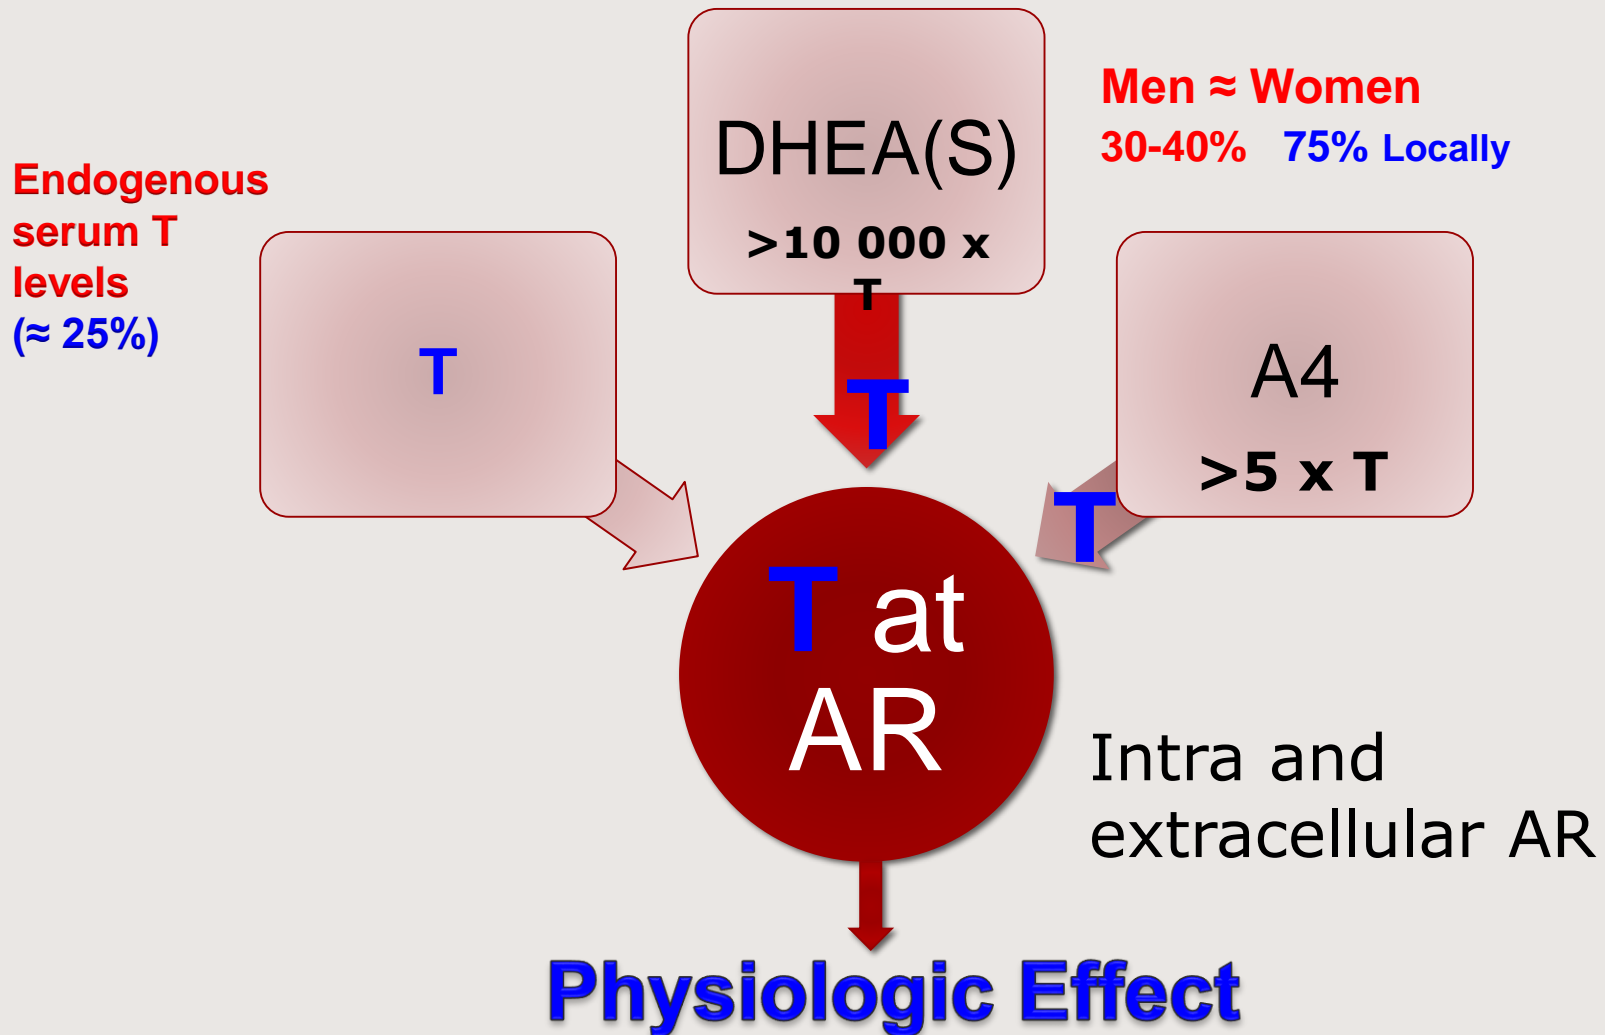 Endogenous
serum T
levels
(≈ 25%)
T
DHEA(S)
>10 000 x
T
T
Men ≈ Women
30-40% 75% Locally
A4
>5 x T
T
T at
AR
Intra and
extracellular AR
Physiologic Effect